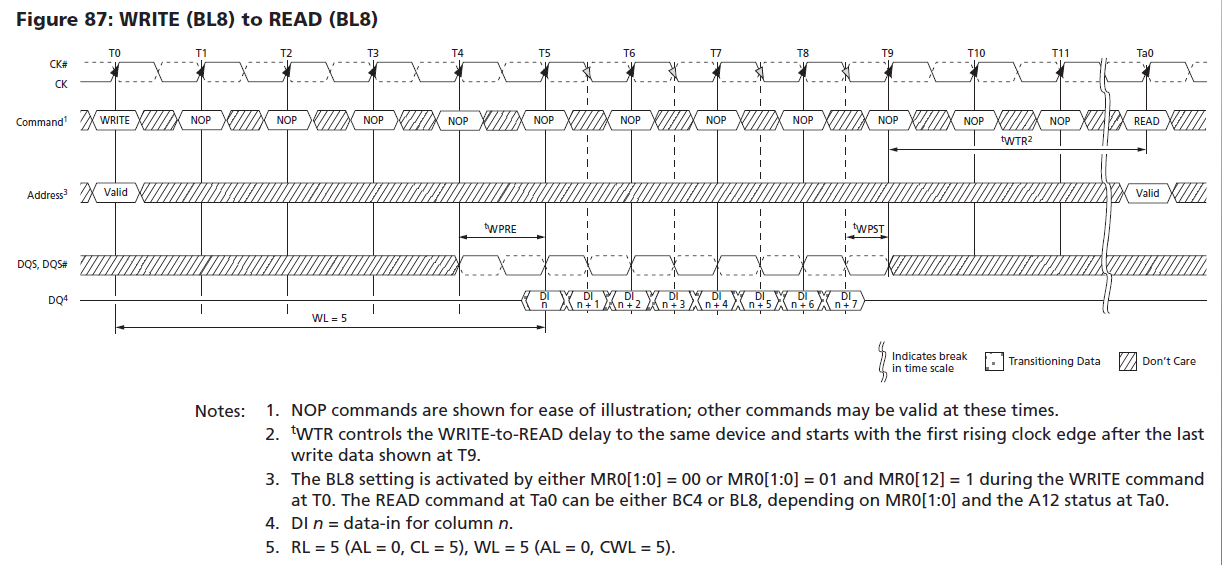 Figure 87: WRITE (BL8) to READ (BL8)
T0 T1 T2 T3 T4 T5 T6 T7 T8 T9 T10 T11 Ta0
CK#
CK
Command1 WRITE NOP NOP NOP NOP NOP NOP NOP NOP NOP NOP NOP READ
tWTR2
Address3 Valid Valid
tWPRE tWPST
DQS, DQS#
DQ4 DI n DI n + 1 DI n + 2 DI n + 3 DI n + 4 DI n + 5 DI n + 6 DI n + 7
WL = 5
Indicates break
in time scale
Transitioning Data
Don't Care
Notes: 1. NOP commands are shown for ease of illustration; other commands may be valid at these times.
2. tWTR controls the WRITE-to-READ delay to the same device and starts with the first rising clock edge after the last
write data shown at T9.
3. The BL8 setting is activated by either MR0[1:0] = 00 or MR0[1:0] = 01 and MR0[12] = 1 during the WRITE command
at T0. The READ command at Ta0 can be either BC4 or BL8, depending on MR0[1:0] and the A12 status at Ta0.
4. DI n = data-in for column n.
5. RL = 5 (AL = 0, CL = 5), WL = 5 (AL = 0, CWL = 5).